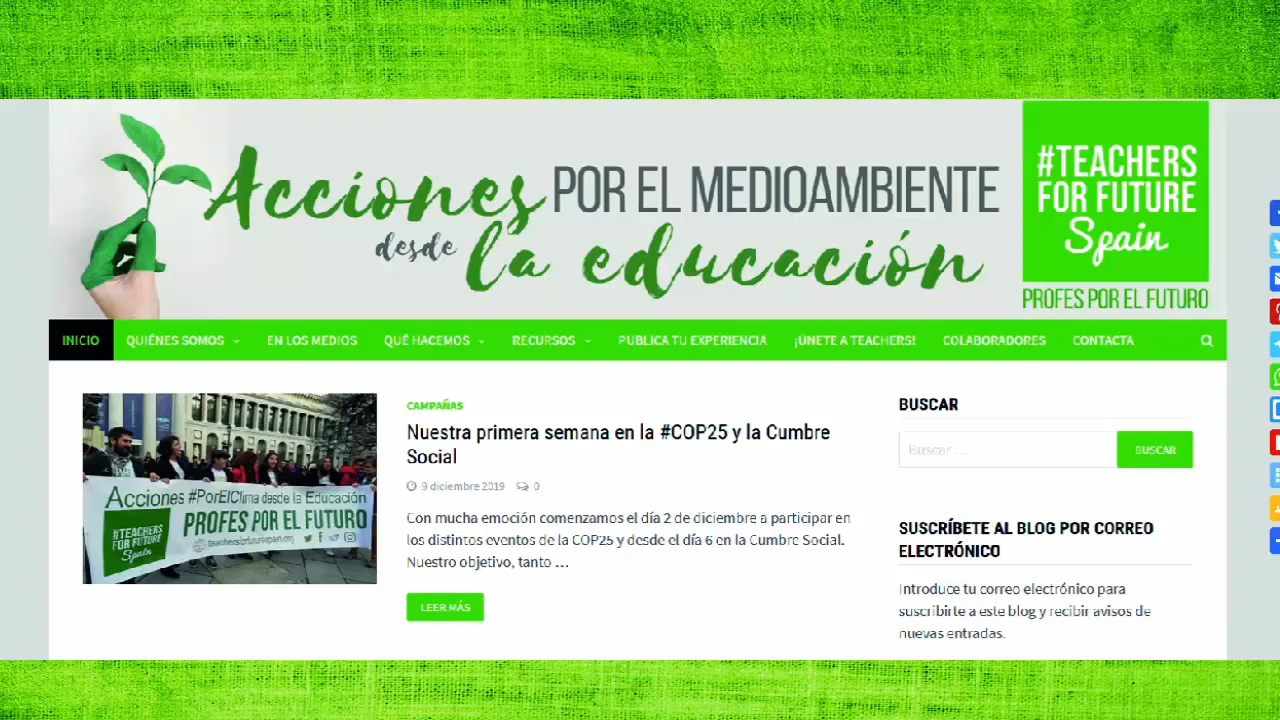 Acciones POR EL MEDIOAMBIENTE
desde la educación
#TEACHERS
FOR FUTURE
Spain
PROFES POR EL FUTURO
INICIO QUIÉNES SOMOS EN LOS MEDIOS QUÉ HACEMOS RECURSOS PUBLICA TU EXPERIENCIA ¡ÚNETE A TEACHERS! COLABORADORES CONTACTA
Acciones #PorElClima desde la Educación
#TEACHERS
FOR FUTURE
Spain
PROFES POR EL FUTURO
teachersforfuturespain.org
CAMPAÑAS
Nuestra primera semana en la #COP25 y la Cumbre
Social
9 diciembre 2019 0
Con mucha emoción comenzamos el día 2 de diciembre a participar en
los distintos eventos de la COP25 y desde el día 6 en la Cumbre Social.
Nuestro objetivo, tanto …
LEER MÁS
BUSCAR
Buscar …
BUSCAR
SUSCRÍBETE AL BLOG POR CORREO
ELECTRÓNICO
Introduce tu correo electrónico para
suscribirte a este blog y recibir avisos de
nuevas entradas.